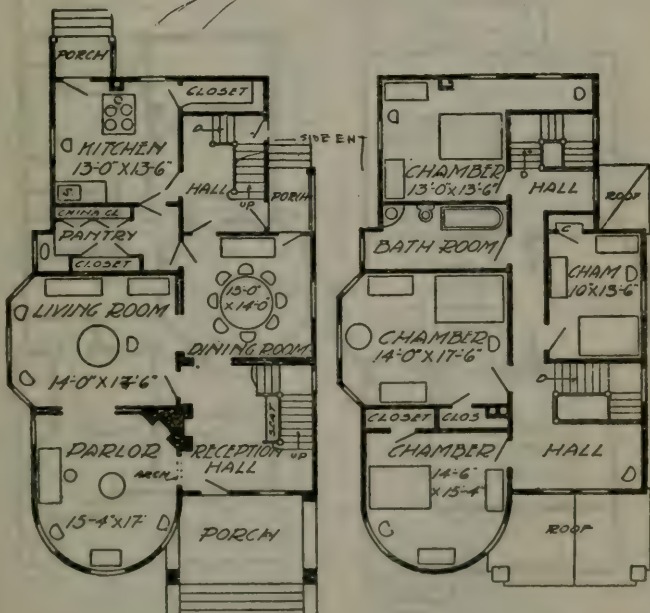 PORCH
CLOSET
D
SIDE ENT
KITCHEN
13-0" X 13-6"
HALL
UP
PORCH
S
CHINA CL
PANTRY
CLOSET
LIVING ROOM
14-0" X 17-6"
13-0"
X 14-0"
DINING ROOM
PARLOR
15-4" X 17'
ARCH
RECEPTION
HALL
SEAT
UP
PORCH
CHAMBER
13-0" X 13-6"
HALL
ROOF
BATH ROOM
C
CHAM
10' X 13-6"
CHAMBER
14-0" X 17-6"
D
CLOSET
CLOS
CHAMBER
14-6"
X 15-4"
HALL
ROOF